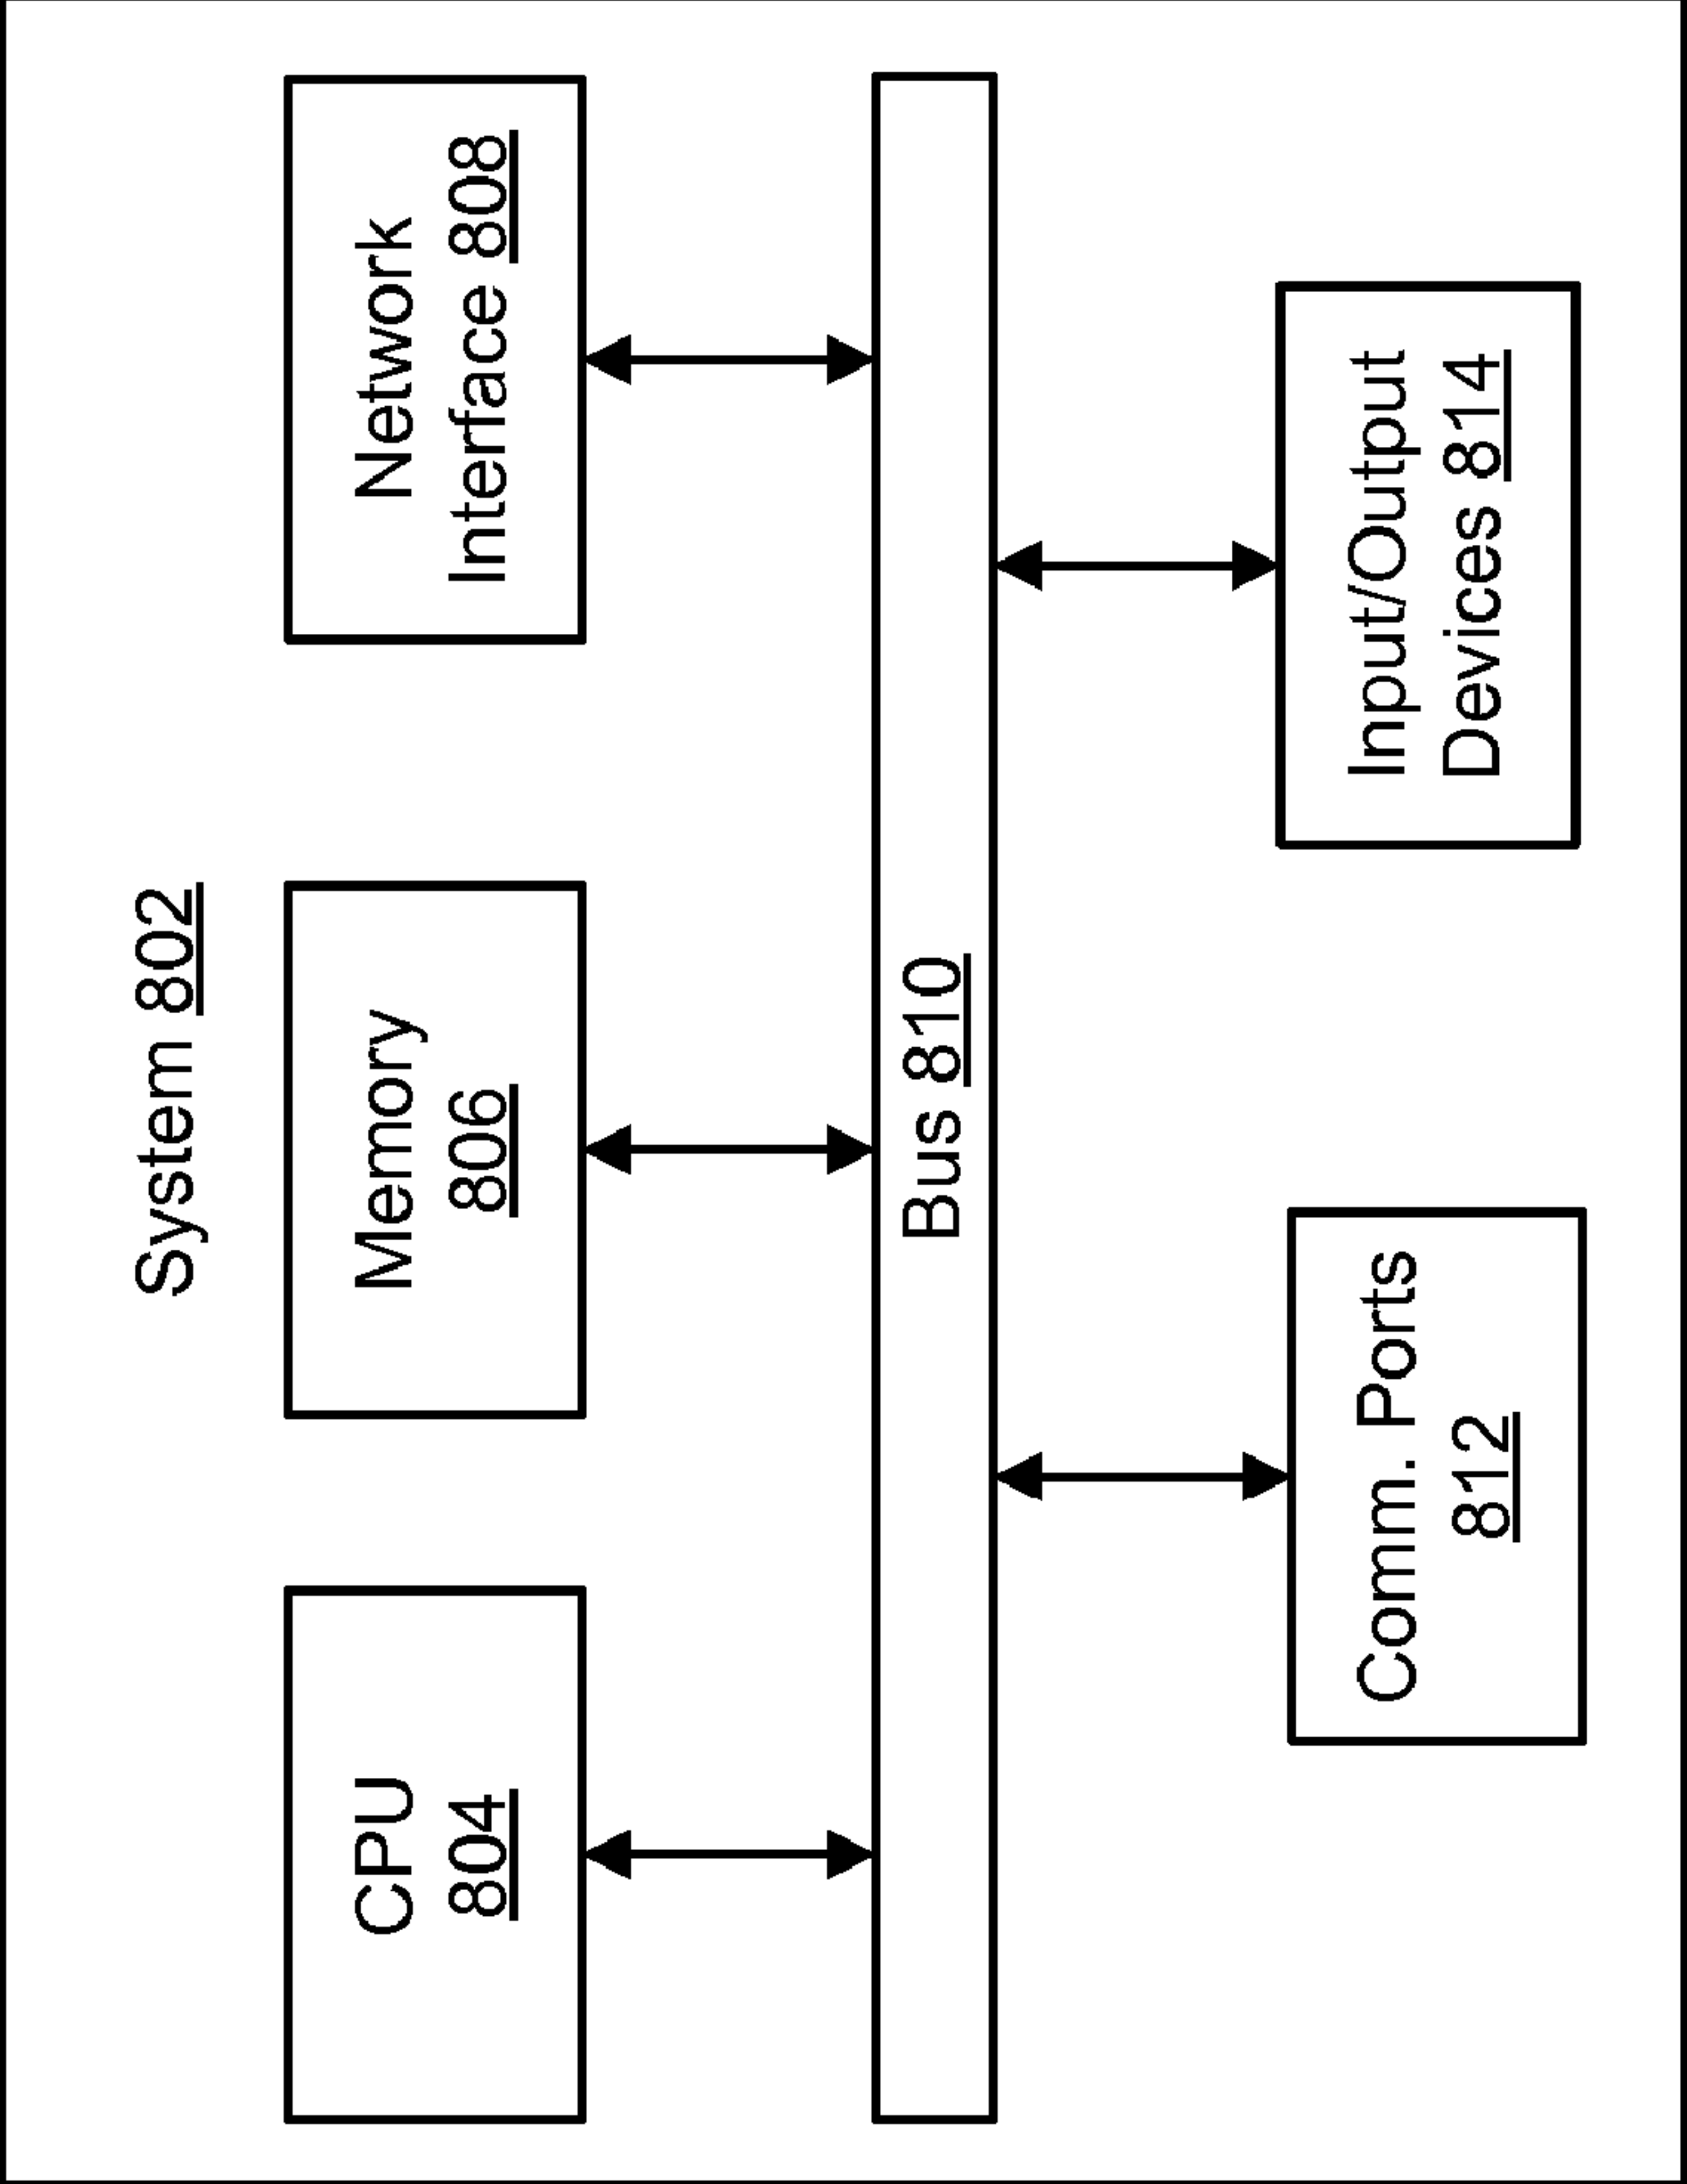 System 802
CPU
804
Memory
806
Network
Interface 808
Bus 810
Comm. Ports
812
Input/Output
Devices 814